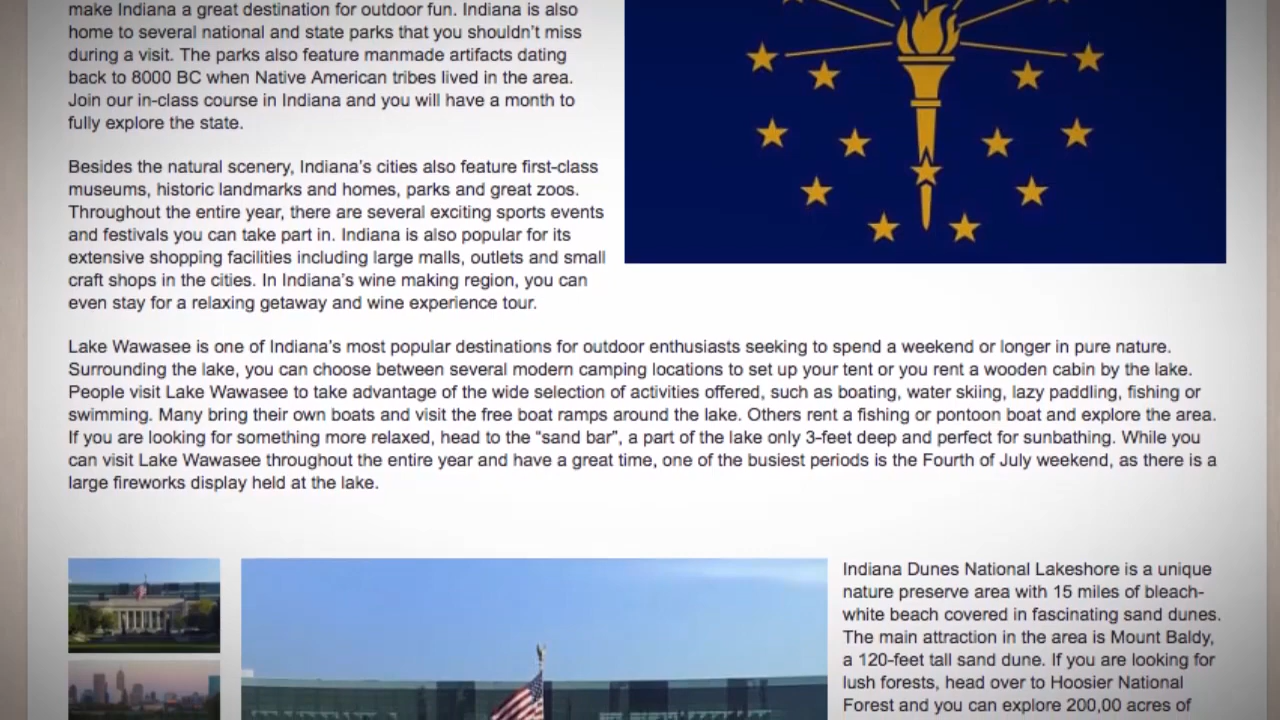 make Indiana a great destination for outdoor fun. Indiana is also
home to several national and state parks that you shouldn’t miss
during a visit. The parks also feature manmade artifacts dating
back to 8000 BC when Native American tribes lived in the area.
Join our in-class course in Indiana and you will have a month to
fully explore the state.
Besides the natural scenery, Indiana’s cities also feature first-class
museums, historic landmarks and homes, parks and great zoos.
Throughout the entire year, there are several exciting sports events
and festivals you can take part in. Indiana is also popular for its
extensive shopping facilities including large malls, outlets and small
craft shops in the cities. In Indiana’s wine making region, you can
even stay for a relaxing getaway and wine experience tour.
Lake Wawasee is one of Indiana’s most popular destinations for outdoor enthusiasts seeking to spend a weekend or longer in pure nature.
Surrounding the lake, you can choose between several modern camping locations to set up your tent or you rent a wooden cabin by the lake.
People visit Lake Wawasee to take advantage of the wide selection of activities offered, such as boating, water skiing, lazy paddling, fishing or
swimming. Many bring their own boats and visit the free boat ramps around the lake. Others rent a fishing or pontoon boat and explore the area.
If you are looking for something more relaxed, head to the “sand bar”, a part of the lake only 3-feet deep and perfect for sunbathing. While you
can visit Lake Wawasee throughout the entire year and have a great time, one of the busiest periods is the Fourth of July weekend, as there is a
large fireworks display held at the lake.
Indiana Dunes National Lakeshore is a unique
nature preserve area with 15 miles of bleach-
white beach covered in fascinating sand dunes.
The main attraction in the area is Mount Baldy,
a 120-feet tall sand dune. If you are looking for
lush forests, head over to Hoosier National
Forest and you can explore 200,00 acres of